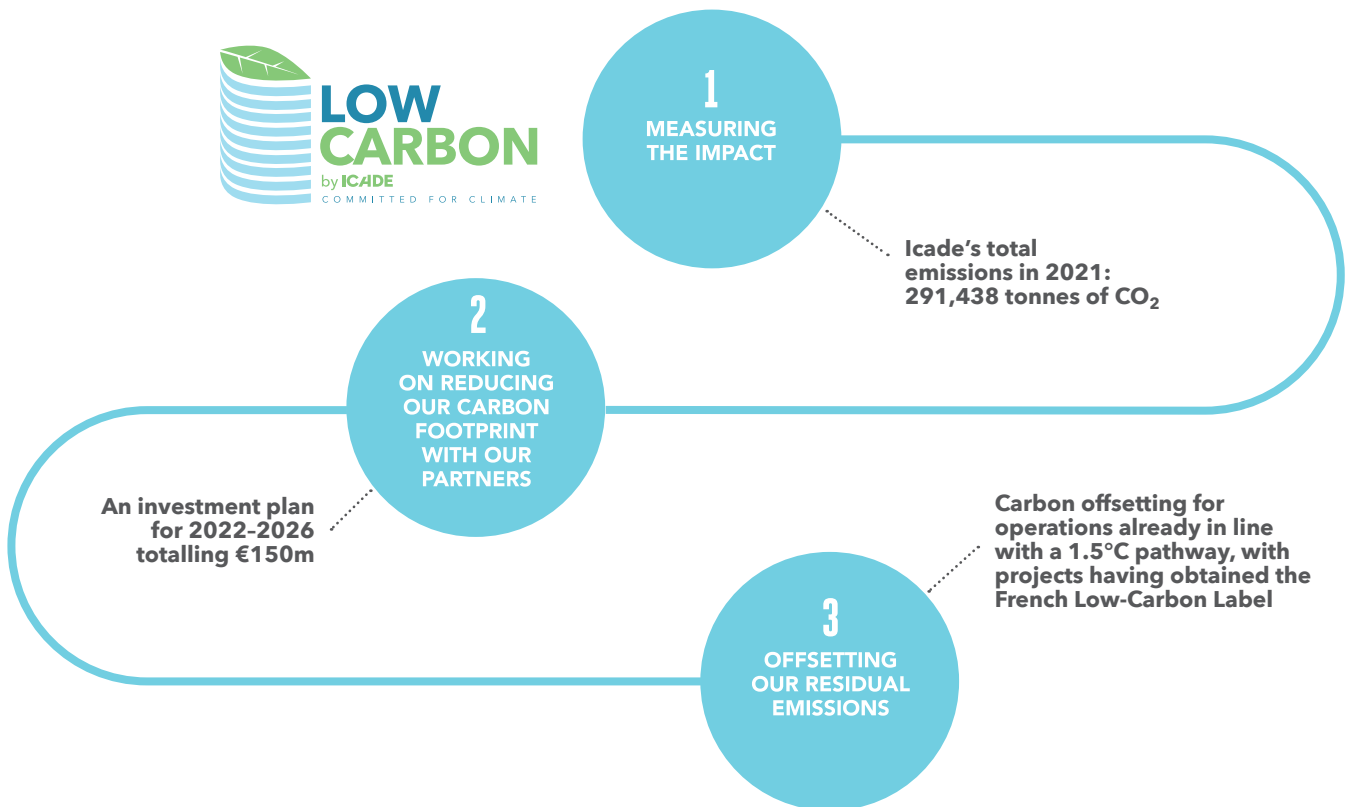 LOW
CARBON
by ICADE
COMMITTED FOR CLIMATE
1
MEASURING
THE IMPACT
Icade’s total
emissions in 2021:
291,438 tonnes of CO₂
2
WORKING
ON REDUCING
OUR CARBON
FOOTPRINT
WITH OUR
PARTNERS
An investment plan
for 2022–2026
totalling €150m
Carbon offsetting for
operations already in line
with a 1.5°C pathway, with
projects having obtained the
French Low-Carbon Label
3
OFFSETTING
OUR RESIDUAL
EMISSIONS